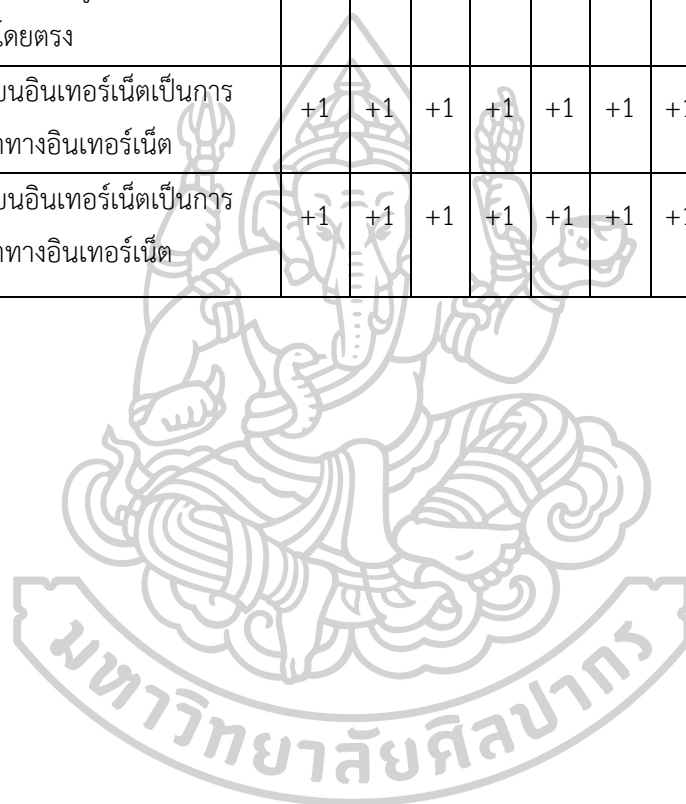 โดยตรง
บนอินเทอร์เน็ตเป็นการ
ทางอินเทอร์เน็ต
+1 +1 +1 +1 +1 +1
บนอินเทอร์เน็ตเป็นการ
ทางอินเทอร์เน็ต
+1 +1 +1 +1 +1 +1
มหาวิทยาลัยศิลปากร